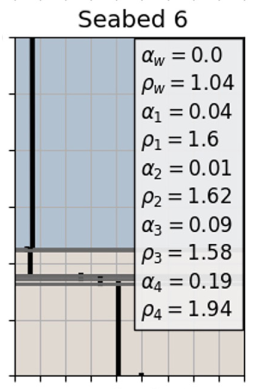 Seabed 6
α_w = 0.0
ρ_w = 1.04
α_1 = 0.04
ρ_1 = 1.6
α_2 = 0.01
ρ_2 = 1.62
α_3 = 0.09
ρ_3 = 1.58
α_4 = 0.19
ρ_4 = 1.94